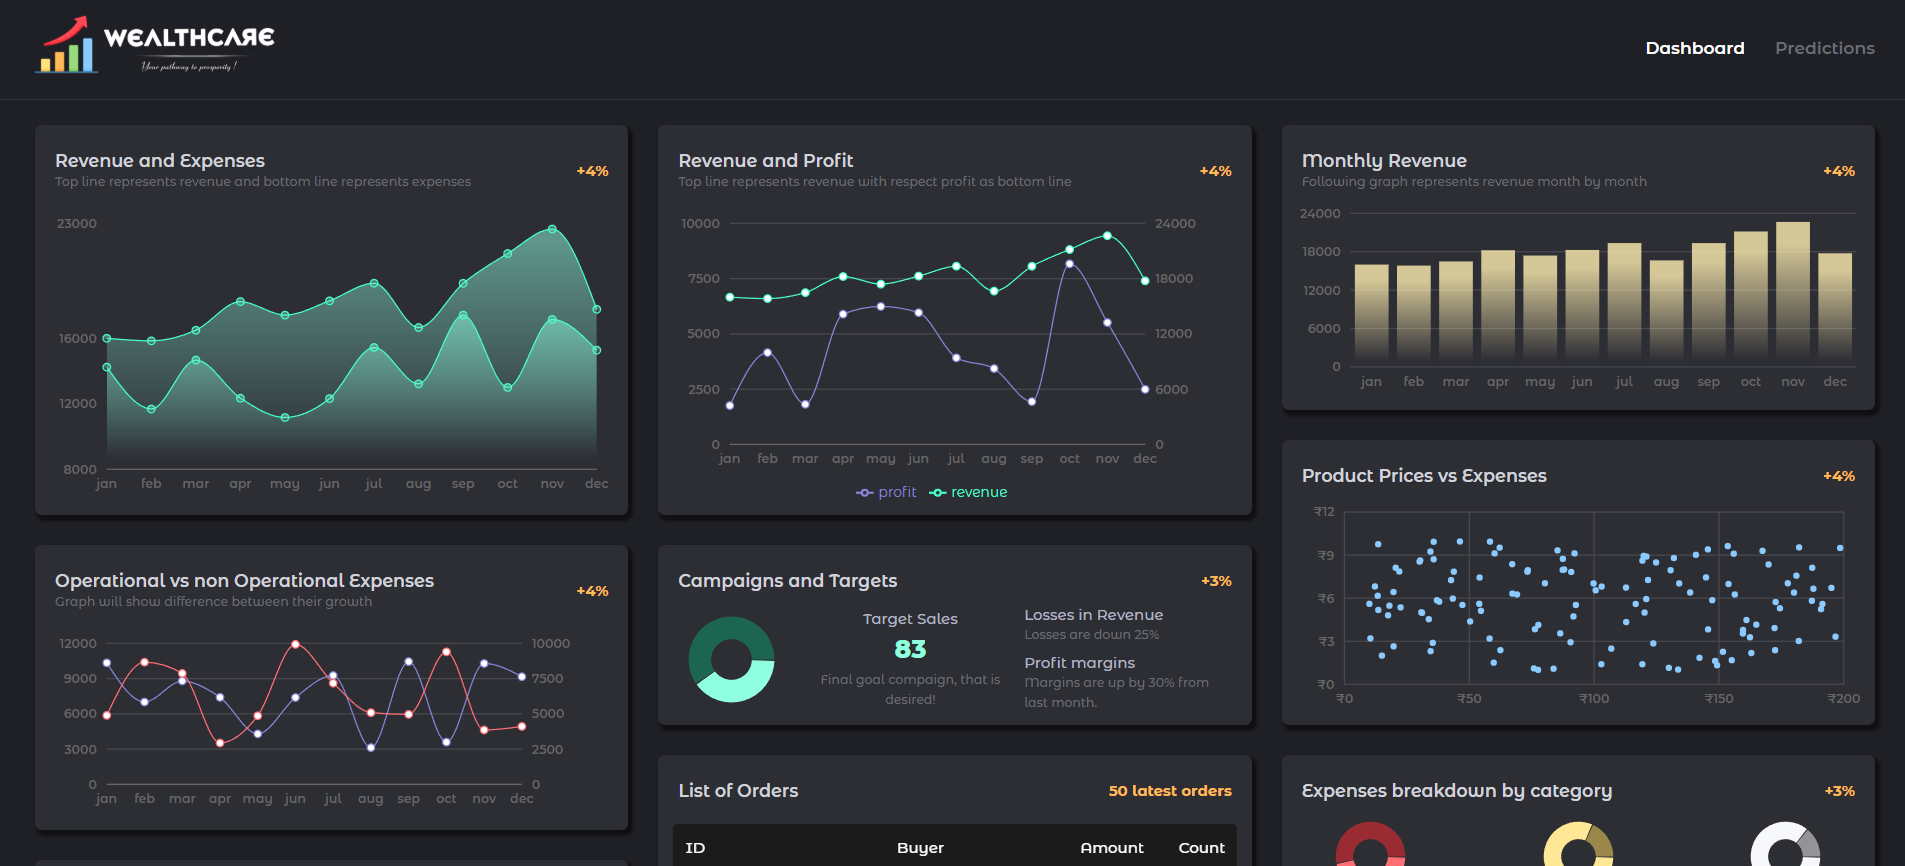 WEALTHCARE
Your pathway to prosperity !
Dashboard
Predictions
Revenue and Expenses
Top line represents revenue and bottom line represents expenses
+4%
23000
16000
12000
8000
jan feb mar apr may jun jul aug sep oct nov dec
Revenue and Profit
Top line represents revenue with respect profit as bottom line
+4%
10000
7500
5000
2500
0
24000
18000
12000
6000
0
jan feb mar apr may jun jul aug sep oct nov dec
profit revenue
Monthly Revenue
Following graph represents revenue month by month
+4%
24000
18000
12000
6000
0
jan feb mar apr may jun jul aug sep oct nov dec
Operational vs non Operational Expenses
Graph will show difference between their growth
+4%
12000
9000
6000
3000
0
10000
7500
5000
2500
0
jan feb mar apr may jun jul aug sep oct nov dec
Campaigns and Targets
+3%
Target Sales
83
Final goal compaign, that is
desired!
Losses in Revenue
Losses are down 25%
Profit margins
Margins are up by 30% from
last month.
Product Prices vs Expenses
+4%
₹12
₹9
₹6
₹3
₹0
₹0 ₹50 ₹100 ₹150 ₹200
List of Orders
50 latest orders
ID Buyer Amount Count
Expenses breakdown by category
+3%